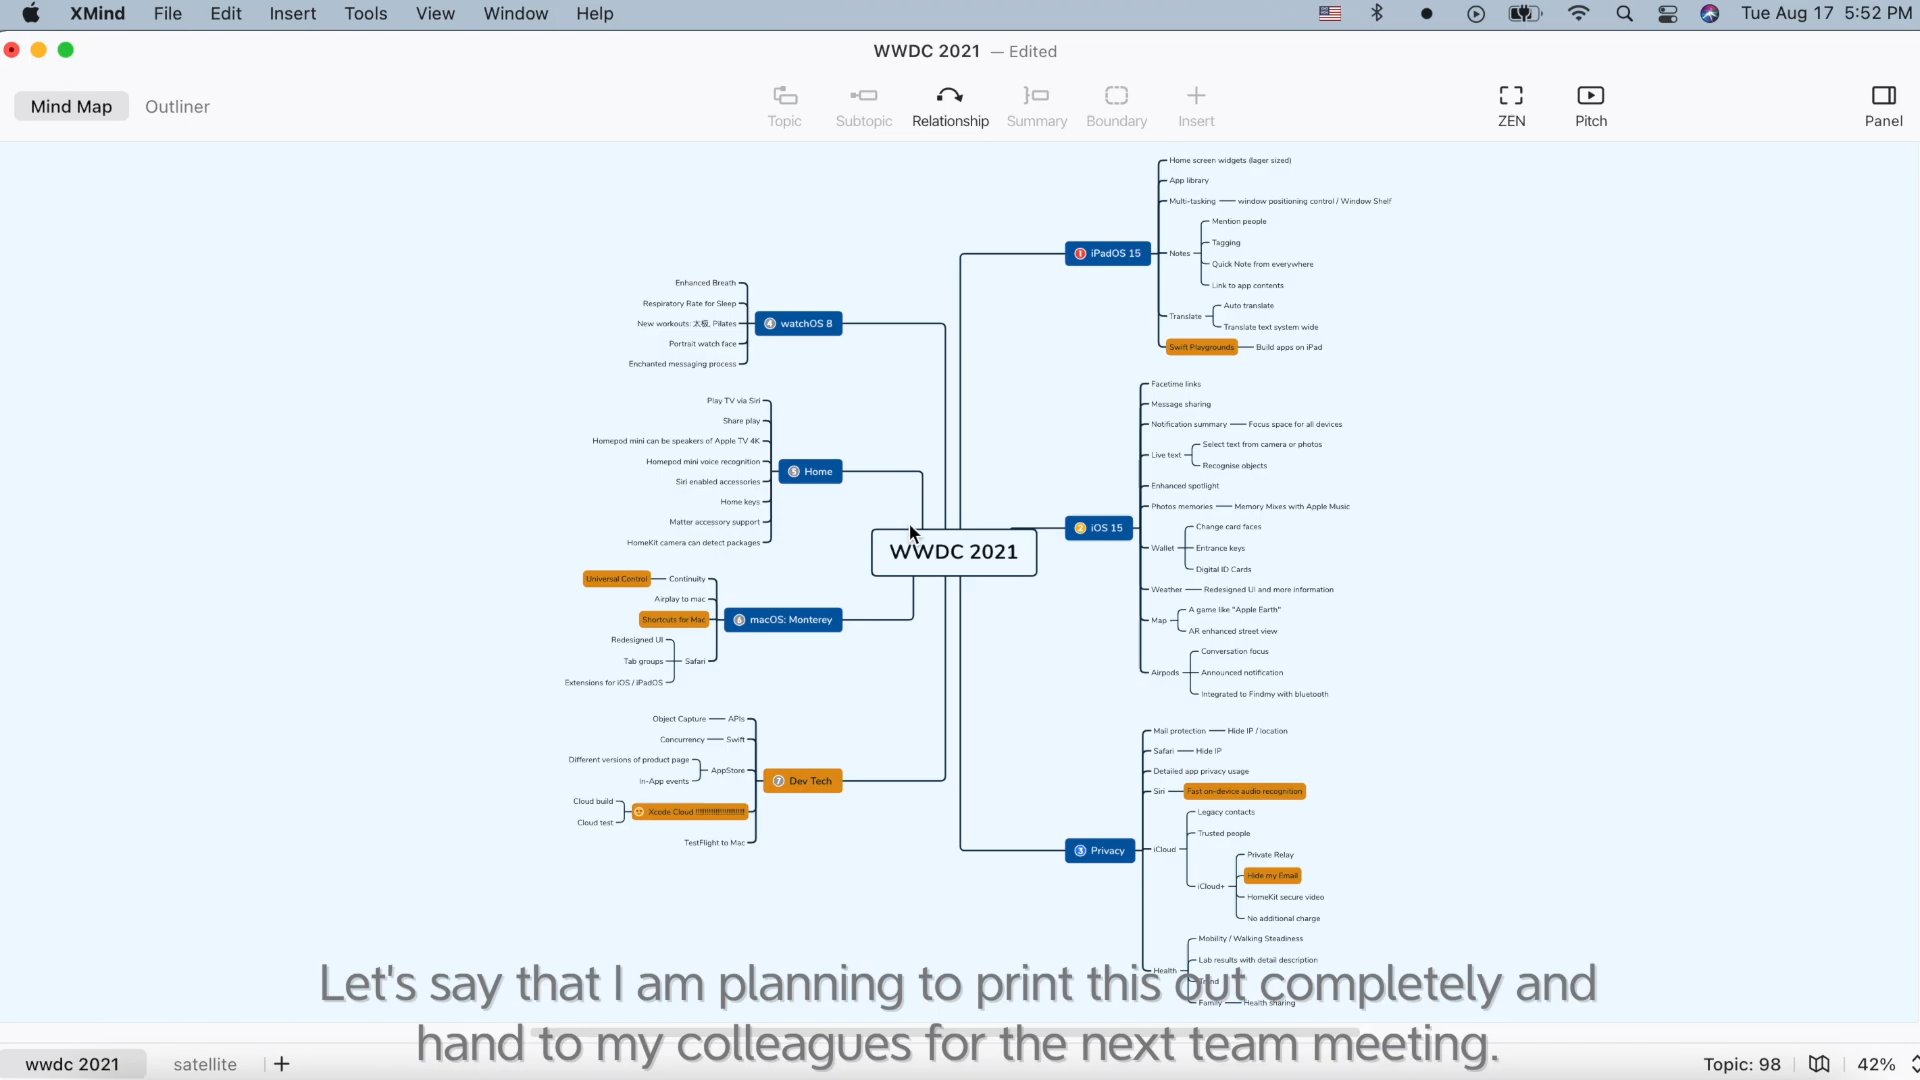 XMind File Edit Insert Tools View Window Help Tue Aug 17 5:52 PM
WWDC 2021 — Edited
Mind Map Outliner
Topic Subtopic Relationship Summary Boundary Insert ZEN Pitch Panel
WWDC 2021
1 iPadOS 15
Home screen widgets (lager sized)
App library
Multi-tasking window positioning control / Window Shelf
Notes
Mention people
Tagging
Quick Note from everywhere
Link to app contents
Translate
Auto translate
Translate text system wide
Swift Playgrounds Build apps on iPad
2 iOS 15
Facetime links
Message sharing
Notification summary Focus space for all devices
Live text
Select text from camera or photos
Recognise objects
Enhanced spotlight
Photos memories Memory Mixes with Apple Music
Wallet
Change card faces
Entrance keys
Digital ID Cards
Weather Redesigned UI and more information
Map
A game like "Apple Earth"
AR enhanced street view
Airpods
Conversation focus
Announced notification
Integrated to Findmy with bluetooth
3 Privacy
Mail protection Hide IP / location
Safari Hide IP
Detailed app privacy usage
Siri Fast on-device audio recognition
iCloud
Legacy contacts
Trusted people
iCloud+
Private Relay
Hide my Email
HomeKit secure video
No additional charge
Health
Mobility / Walking Steadiness
Lab results with detail description
Trend
Family Health sharing
4 watchOS 8
Enhanced Breath
Respiratory Rate for Sleep
New workouts: 太极, Pilates
Portrait watch face
Enchanted messaging process
5 Home
Play TV via Siri
Share play
Homepod mini can be speakers of Apple TV 4K
Homepod mini voice recognition
Siri enabled accessories
Home keys
Matter accessory support
HomeKit camera can detect packages
6 macOS: Monterey
Universal Control Continuity
Airplay to mac
Shortcuts for Mac
Safari
Redesigned UI
Tab groups
Extensions for iOS / iPadOS
7 Dev Tech
Object Capture APIs
Concurrency Swift
AppStore
Different versions of product page
In-App events
Cloud build
Cloud test
TestFlight to Mac
Let's say that I am planning to print this out completely and
hand to my colleagues for the next team meeting.
wwdc 2021 satellite Topic: 98 42%